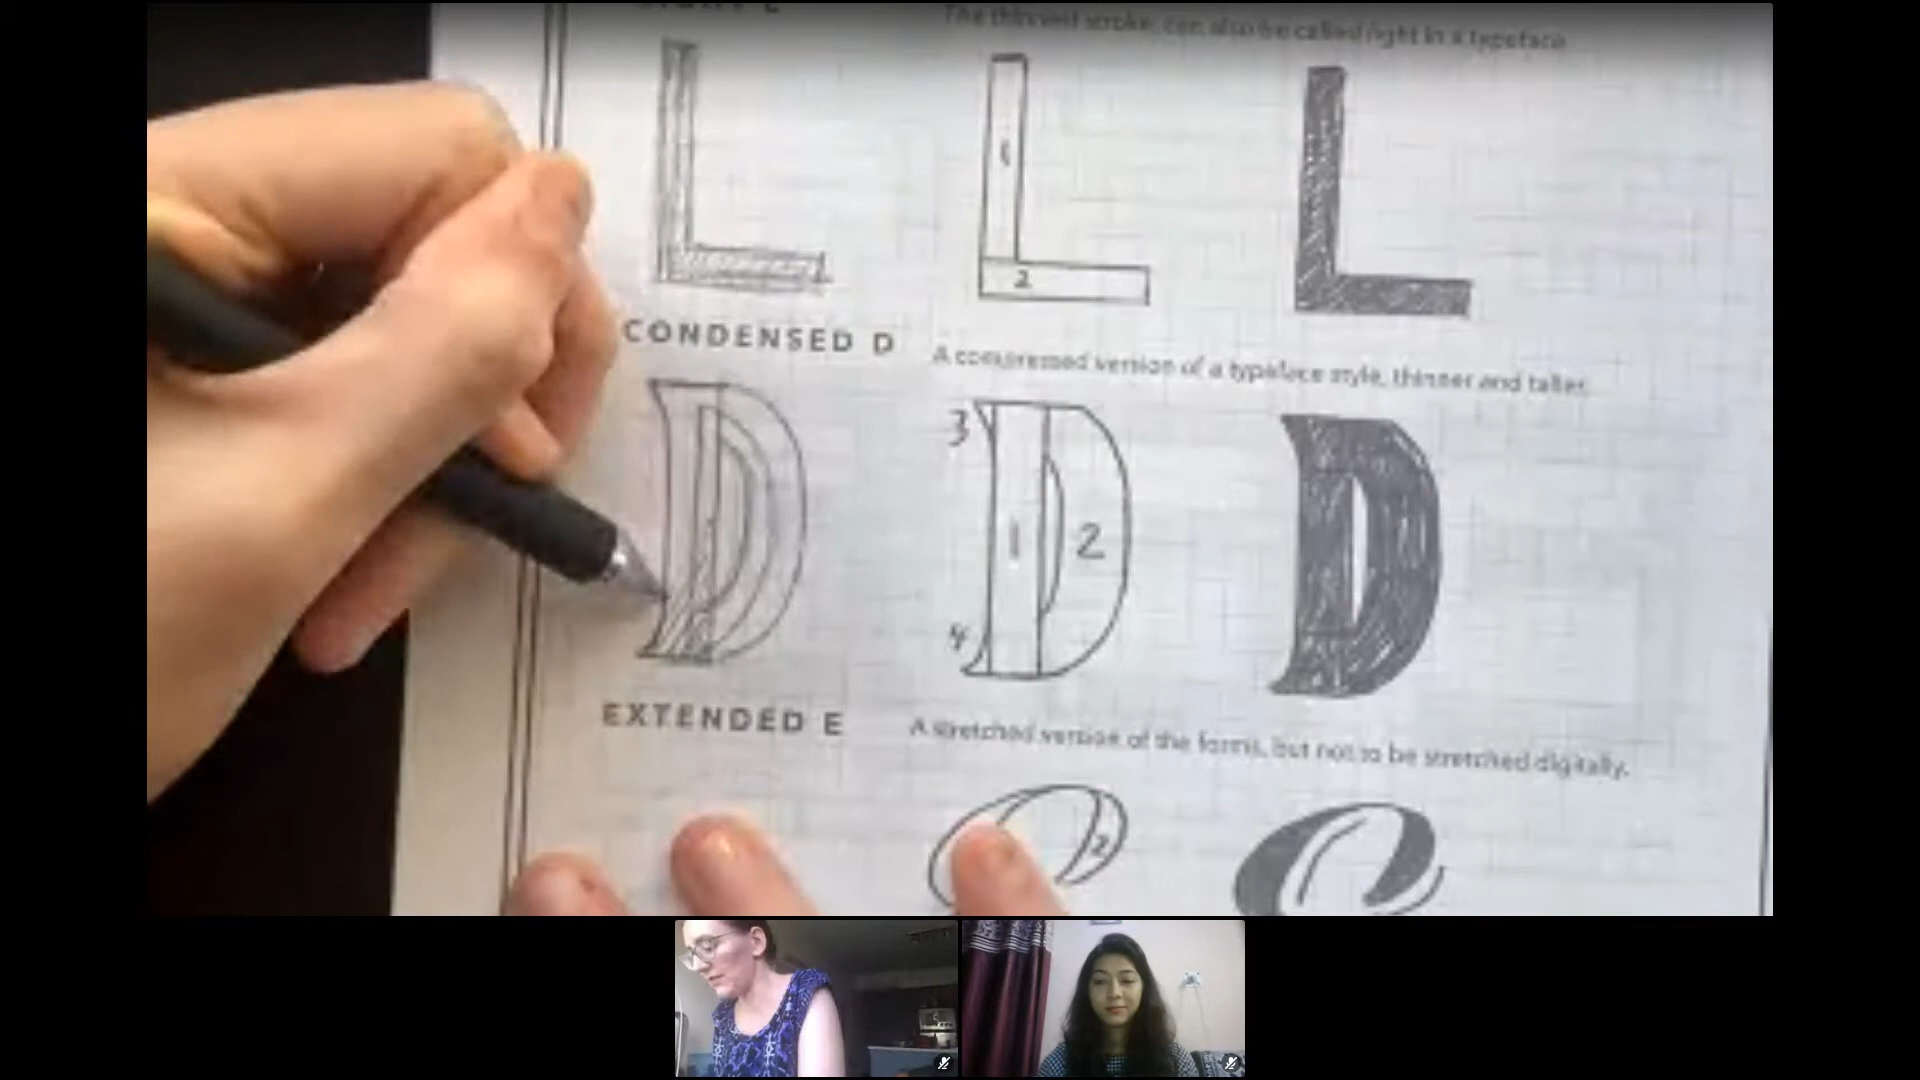 The thinnest stroke, can also be called light in a typeface.
1
2
CONDENSED D
A compressed version of a typeface style, thinner and taller.
3
1
2
4
EXTENDED E
A stretched version of the forms, but not to be stretched digitally.
2